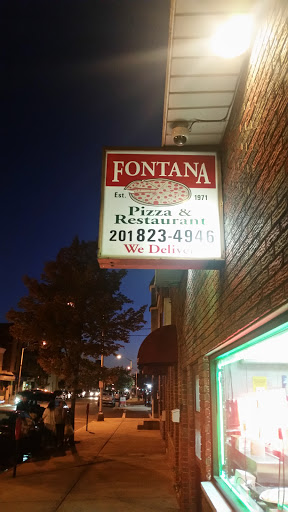 FONTANA
Est. 1971
Pizza &
Restaurant
201 823-4946
We Deliver